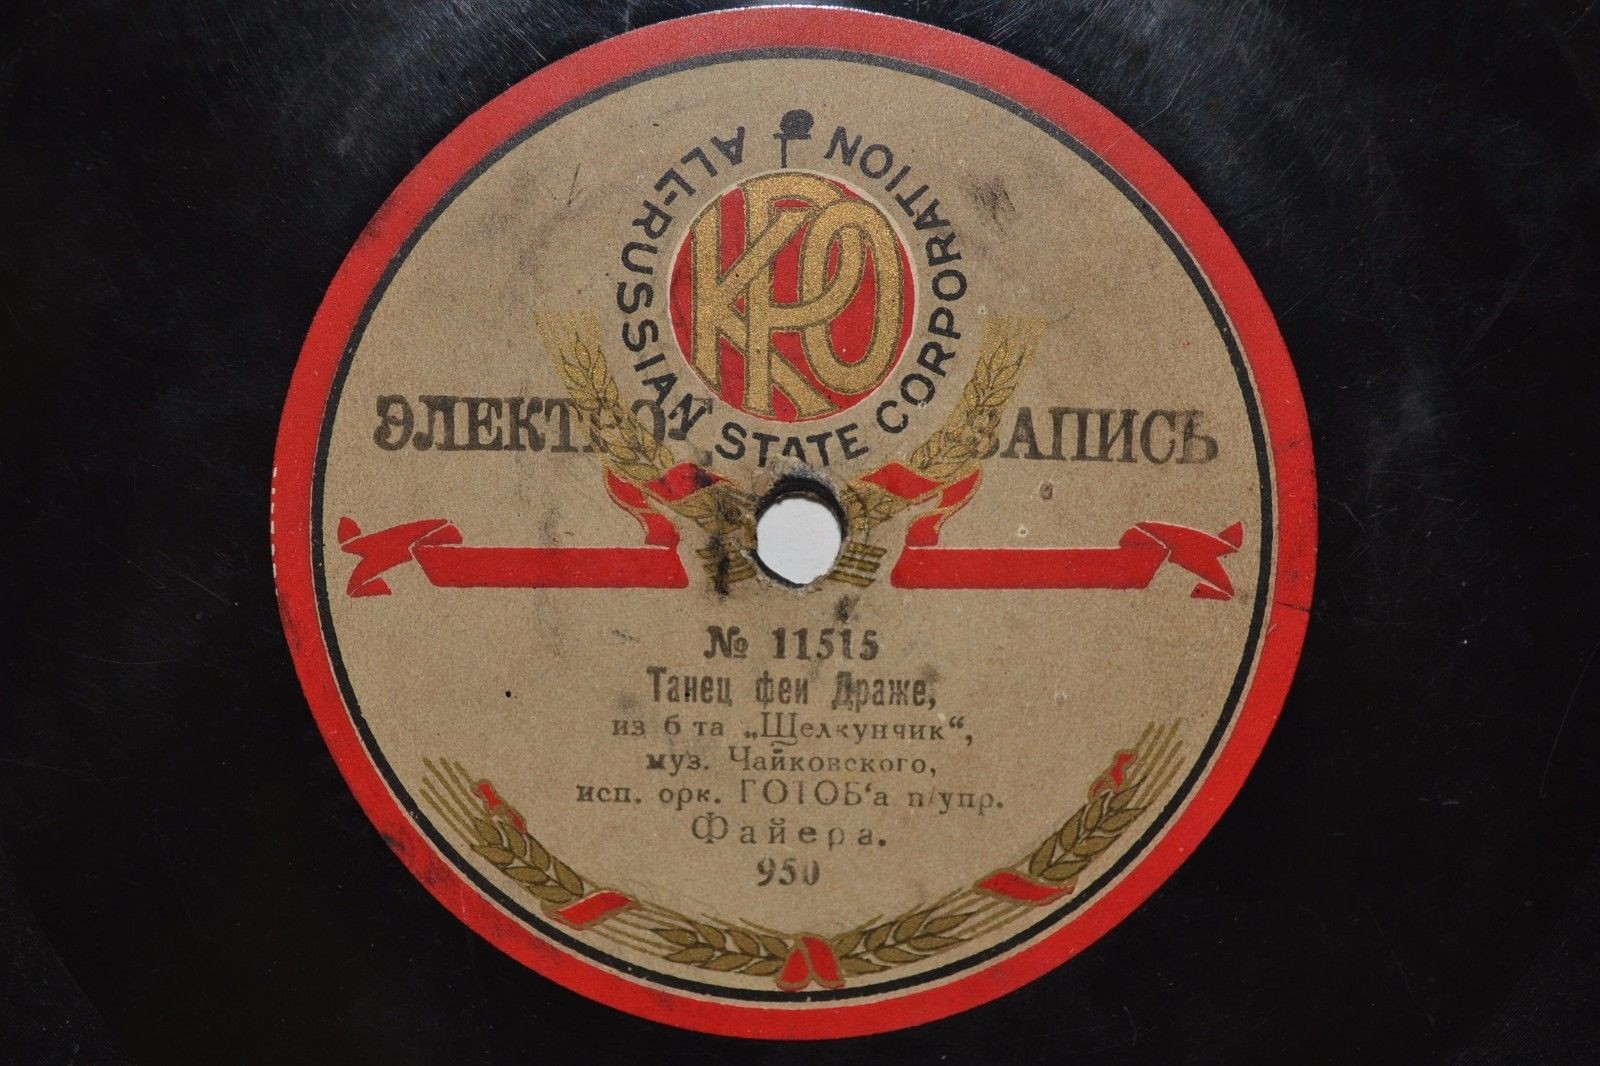 ALL-RUSSIAN STATE CORPORATION
КРО
ЭЛЕКТРО ЗАПИСЬ
№ 11515
Танец феи Драже,
из б та „Щелкунчик“,
муз. Чайковского,
исп. орк. ГОТОБ‘а п/упр.
Файера.
950